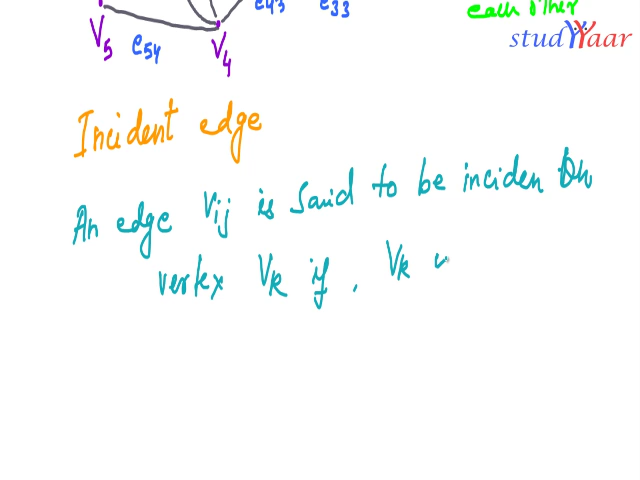 e43 e33 each other
V5 e54 V4
studYYaar
Incident edge
An edge Vij is said to be inciden On
vertex Vk if , Vk